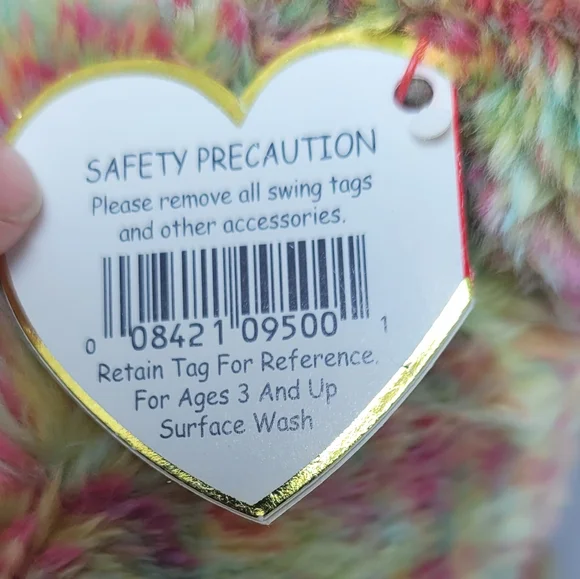 SAFETY PRECAUTION
Please remove all swing tags
and other accessories.
0 08421 09500 1
Retain Tag For Reference.
For Ages 3 And Up
Surface Wash